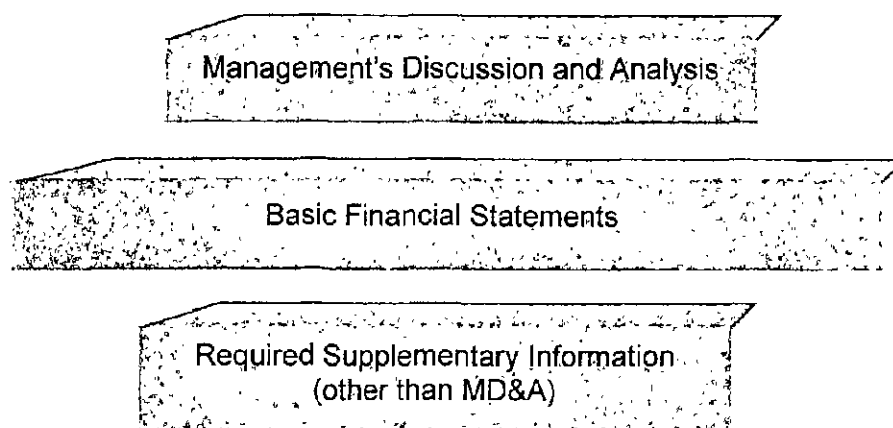 Management's Discussion and Analysis
Basic Financial Statements
Required Supplementary Information
(other than MD&A)